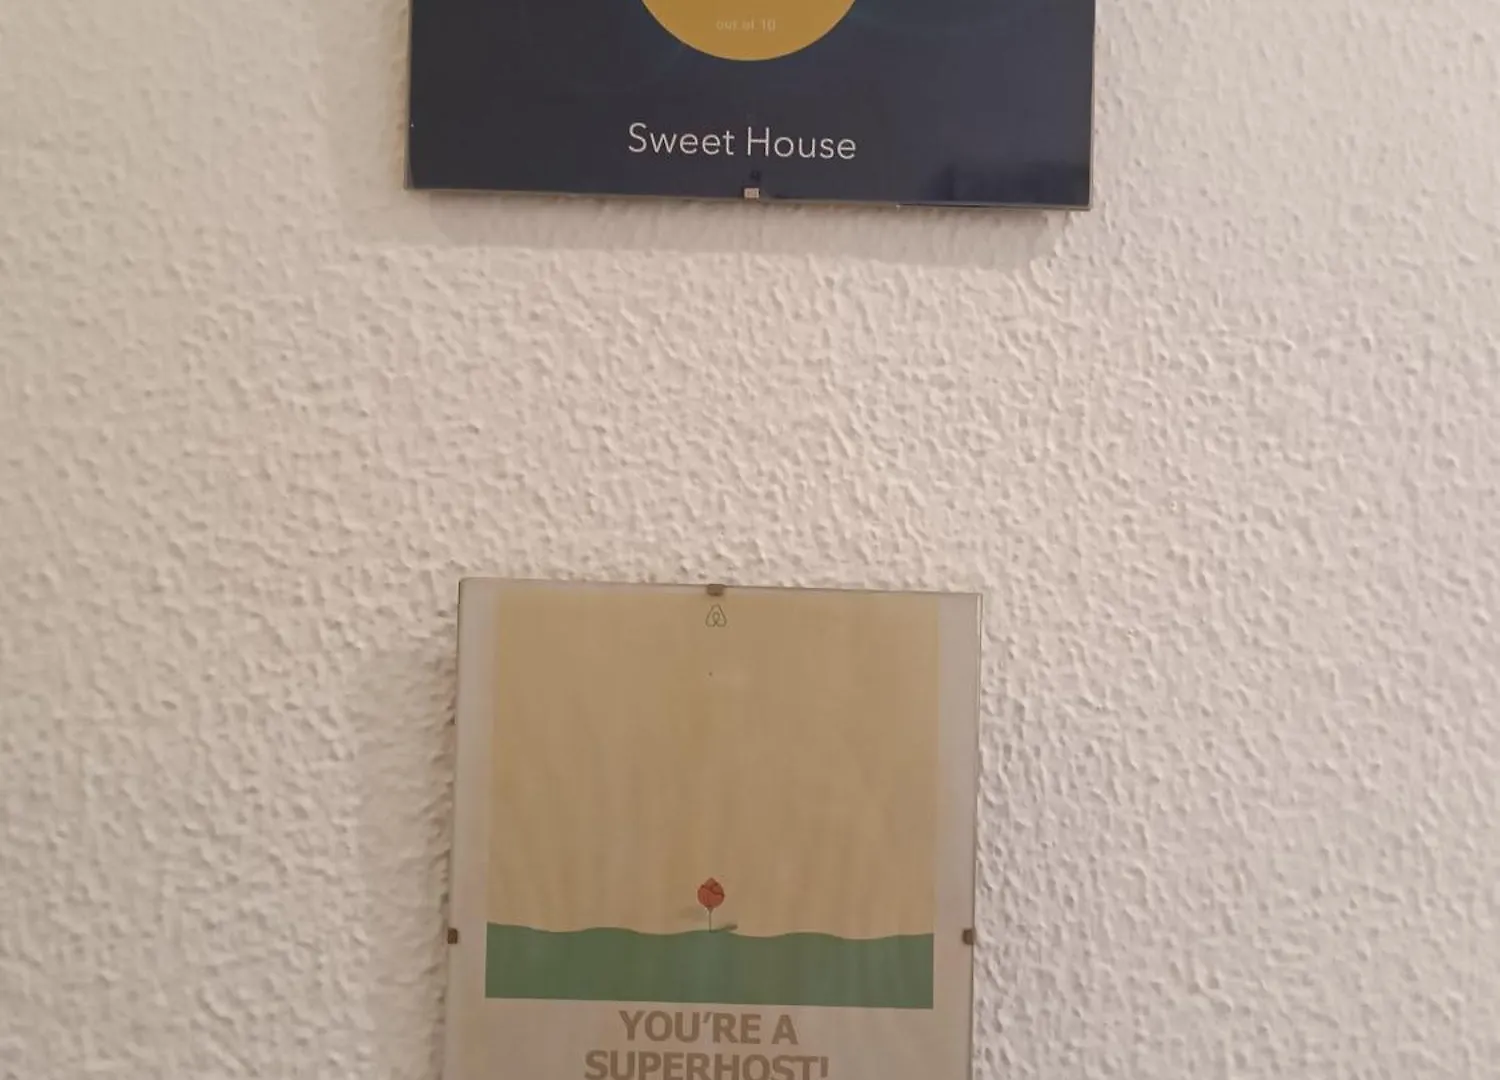 out of 10
Sweet House
YOU'RE A
SUPERHOST!